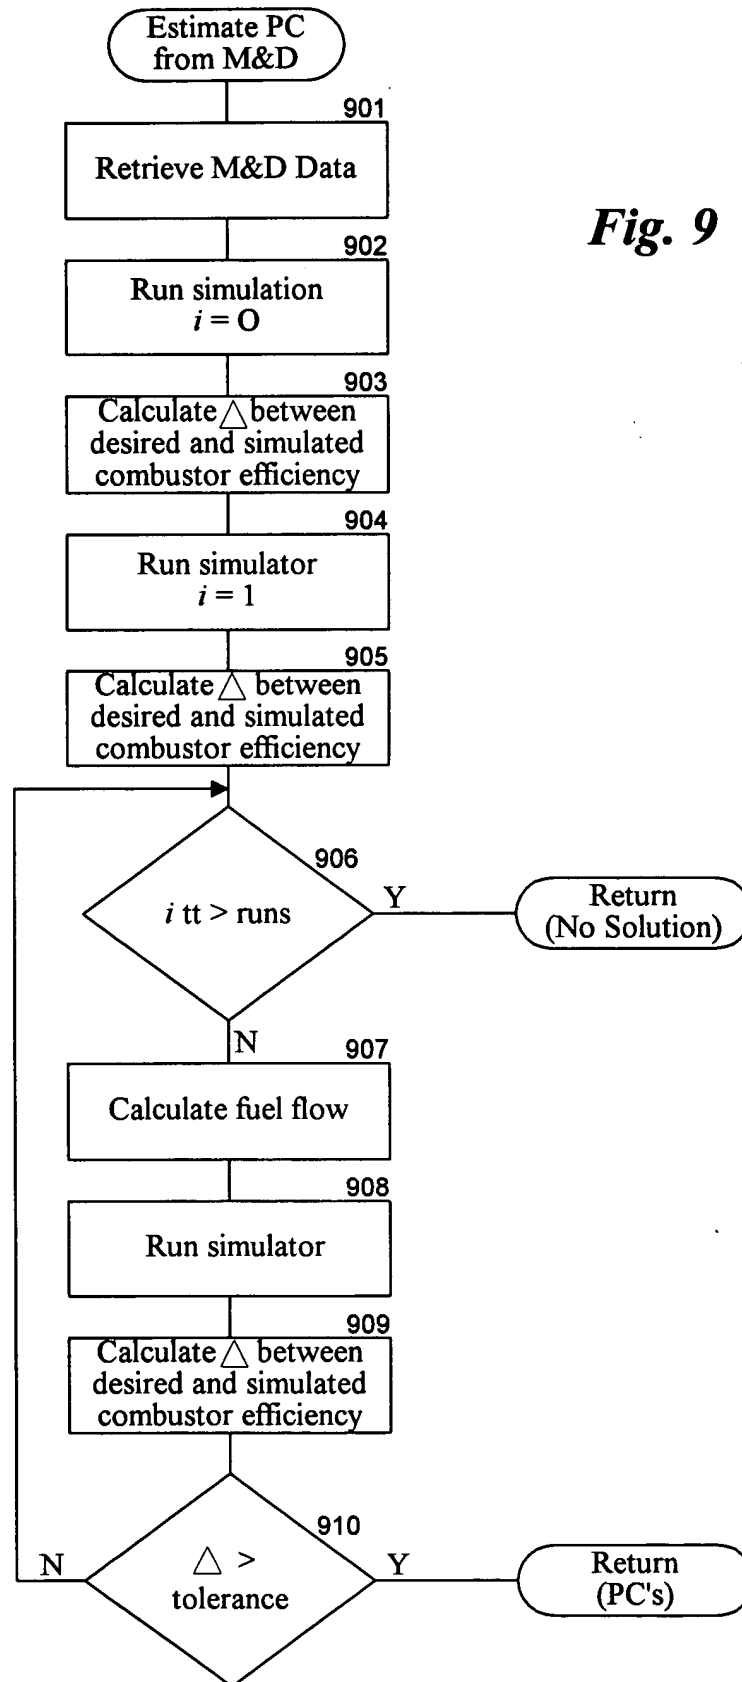 Estimate PC
from M&D
901
Retrieve M&D Data
Fig. 9
902
Run simulation
i = O
903
Calculate △ between
desired and simulated
combustor efficiency
904
Run simulator
i = 1
905
Calculate △ between
desired and simulated
combustor efficiency
906
i tt > runs
Y
Return
(No Solution)
N
907
Calculate fuel flow
908
Run simulator
909
Calculate △ between
desired and simulated
combustor efficiency
910
N
△ >
tolerance
Y
Return
(PC's)